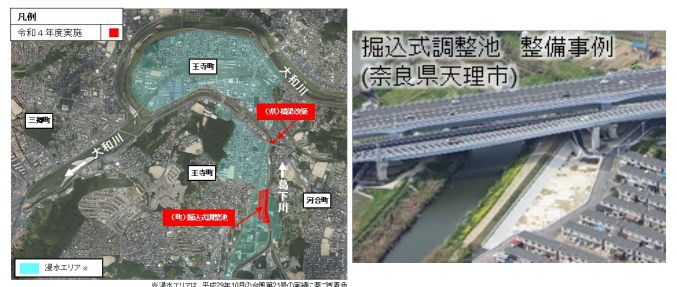 凡例
令和４年度実施
王寺町
大和川
(県)橋梁改築
三郷町
大和川
王寺町
葛下川
河合町
(町)掘込式調整池
浸水エリア※
※浸水エリアは、平成29年10月の台風第21号の実績に基づ
掘込式調整池　整備事例
(奈良県天理市)